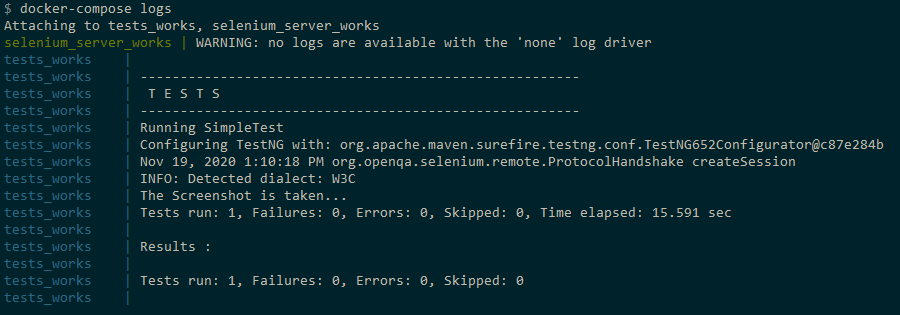 $ docker-compose logs
Attaching to tests_works, selenium_server_works
selenium_server_works | WARNING: no logs are available with the 'none' log driver
tests_works    |
tests_works    | -------------------------------------------------------
tests_works    |  T E S T S
tests_works    | -------------------------------------------------------
tests_works    | Running SimpleTest
tests_works    | Configuring TestNG with: org.apache.maven.surefire.testng.conf.TestNG652Configurator@c87e284b
tests_works    | Nov 19, 2020 1:10:18 PM org.openqa.selenium.remote.ProtocolHandshake createSession
tests_works    | INFO: Detected dialect: W3C
tests_works    | The Screenshot is taken...
tests_works    | Tests run: 1, Failures: 0, Errors: 0, Skipped: 0, Time elapsed: 15.591 sec
tests_works    |
tests_works    | Results :
tests_works    |
tests_works    | Tests run: 1, Failures: 0, Errors: 0, Skipped: 0
tests_works    |